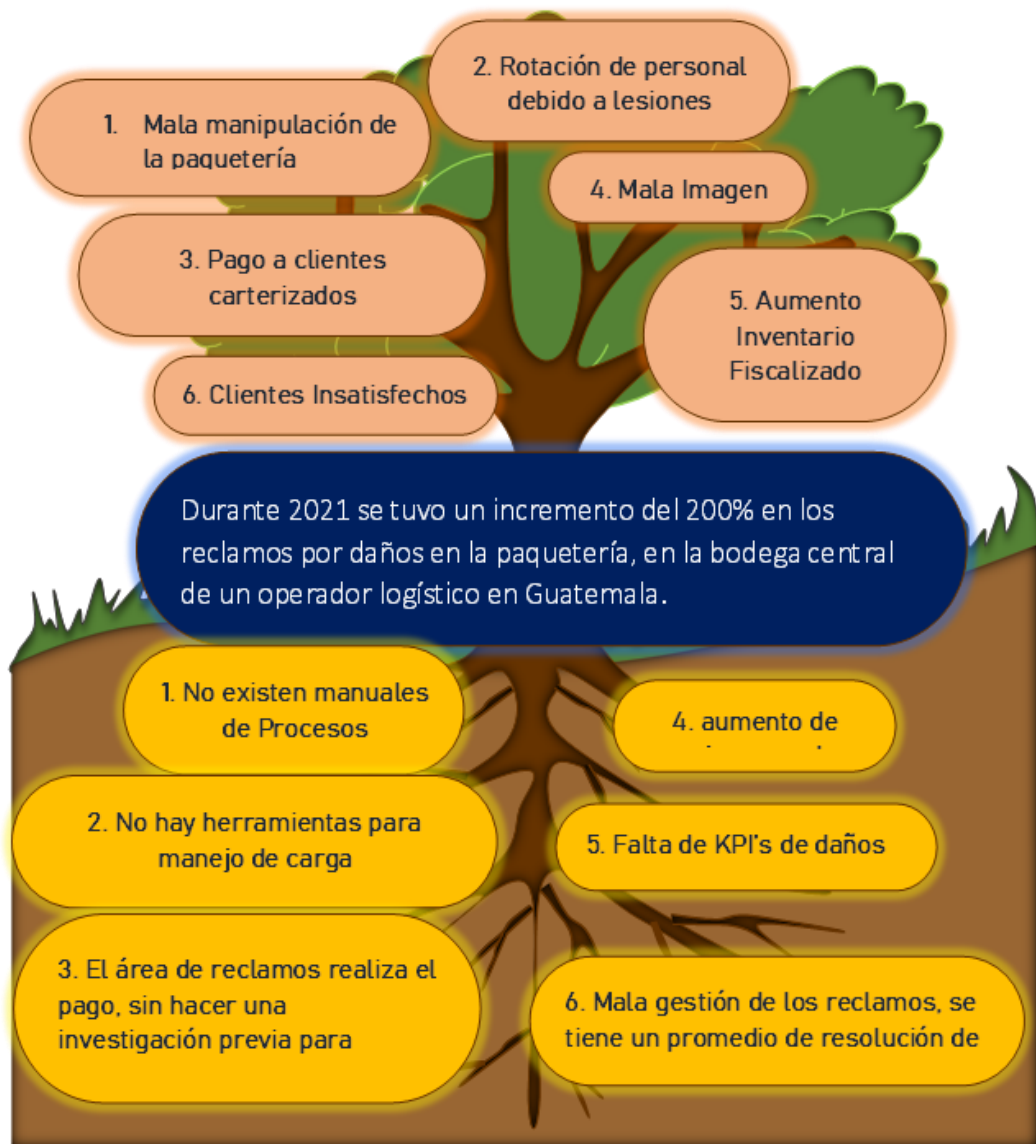 2. Rotación de personal
debido a lesiones
1. Mala manipulación de
la paquetería
4. Mala Imagen
3. Pago a clientes
carterizados
5. Aumento
Inventario
Fiscalizado
6. Clientes Insatisfechos
Durante 2021 se tuvo un incremento del 200% en los
reclamos por daños en la paquetería, en la bodega central
de un operador logístico en Guatemala.
1. No existen manuales
de Procesos
4. aumento de
2. No hay herramientas para
manejo de carga
5. Falta de KPI's de daños
3. El área de reclamos realiza el
pago, sin hacer una
investigación previa para
6. Mala gestión de los reclamos, se
tiene un promedio de resolución de